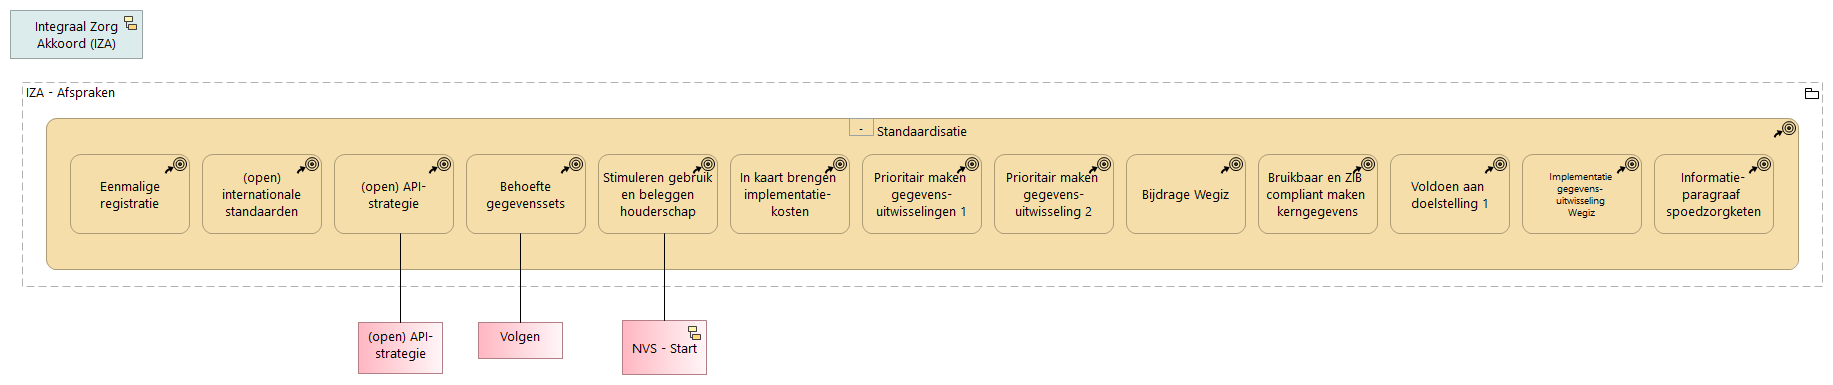 Integraal Zorg
Akkoord (IZA)
IZA - Afspraken
- Standaardisatie
Eenmalige
registratie
(open)
internationale
standaarden
(open) API-
strategie
Behoefte
gegevenssets
Stimuleren gebruik
en beleggen
houderschap
In kaart brengen
implementatie-
kosten
Prioritair maken
gegevens-
uitwisselingen 1
Prioritair maken
gegevens-
uitwisseling 2
Bijdrage Wegiz
Bruikbaar en ZIB
compliant maken
kerngegevens
Voldoen aan
doelstelling 1
Implementatie
gegevens-
uitwisseling
Wegiz
Informatie-
paragraaf
spoedzorgketen
(open) API-
strategie
Volgen
NVS - Start